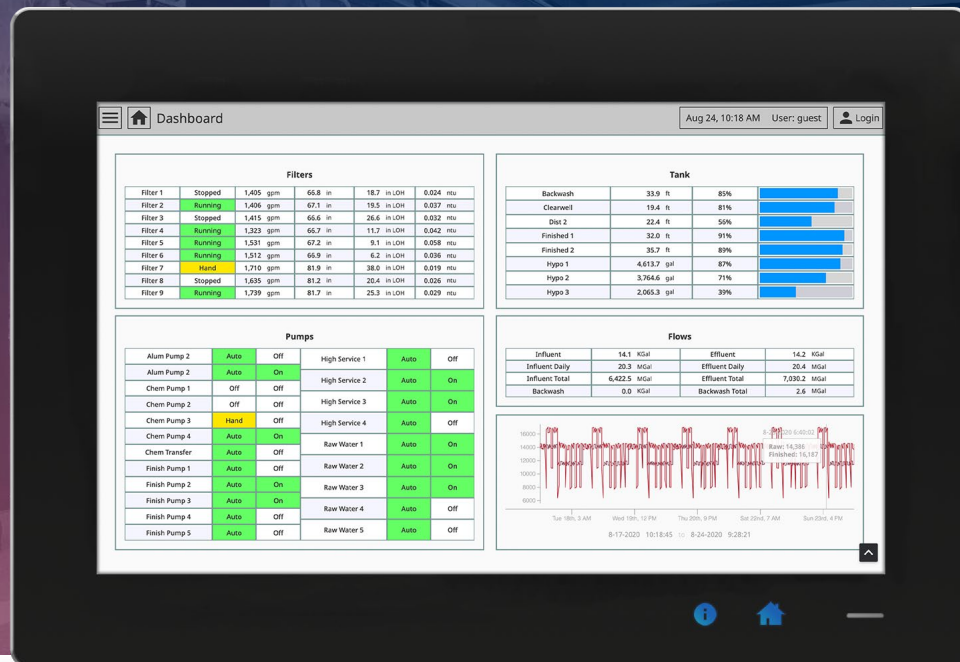 Dashboard
Aug 24, 10:18 AM User: guest
Login
Filters
Filter 1 Stopped 1,405 gpm 66.8 in 18.7 in LOH 0.024 ntu
Filter 2 Running 1,406 gpm 67.1 in 19.5 in LOH 0.037 ntu
Filter 3 Stopped 1,415 gpm 66.6 in 26.6 in LOH 0.032 ntu
Filter 4 Running 1,323 gpm 66.7 in 11.7 in LOH 0.042 ntu
Filter 5 Running 1,531 gpm 67.2 in 9.1 in LOH 0.058 ntu
Filter 6 Running 1,512 gpm 66.9 in 6.2 in LOH 0.036 ntu
Filter 7 Hand 1,710 gpm 81.9 in 38.0 in LOH 0.019 ntu
Filter 8 Stopped 1,635 gpm 81.2 in 20.4 in LOH 0.026 ntu
Filter 9 Running 1,739 gpm 81.7 in 25.3 in LOH 0.029 ntu
Tank
Backwash 33.9 ft 85%
Clearwell 19.4 ft 81%
Dist 2 22.4 ft 56%
Finished 1 32.0 ft 91%
Finished 2 35.7 ft 89%
Hypo 1 4,613.7 gal 87%
Hypo 2 3,764.6 gal 71%
Hypo 3 2,065.3 gal 39%
Pumps
Alum Pump 2 Auto Off
Alum Pump 2 Auto On
Chem Pump 1 Off Off
Chem Pump 2 Off Off
Chem Pump 3 Hand Off
Chem Pump 4 Auto On
Chem Transfer Auto Off
Finish Pump 1 Auto Off
Finish Pump 2 Auto On
Finish Pump 3 Auto On
Finish Pump 4 Auto Off
Finish Pump 5 Auto Off
High Service 1 Auto Off
High Service 2 Auto On
High Service 3 Auto On
High Service 4 Auto Off
Raw Water 1 Auto On
Raw Water 2 Auto On
Raw Water 3 Auto On
Raw Water 4 Auto Off
Raw Water 5 Auto Off
Flows
Influent 14.1 KGal Effluent 14.2 KGal
Influent Daily 20.3 MGal Effluent Daily 20.4 MGal
Influent Total 6,422.5 MGal Effluent Total 7,030.2 MGal
Backwash 0.0 KGal Backwash Total 2.6 MGal
16000
14000
12000
10000
8000
6000
Raw: 14,386
Finished: 16,187
Tue 18th, 3 AM Wed 19th, 12 PM Thu 20th, 9 PM Sat 22nd, 7 AM Sun 23rd, 4 PM
8-17-2020 10:18:45 to 8-24-2020 9:28:21